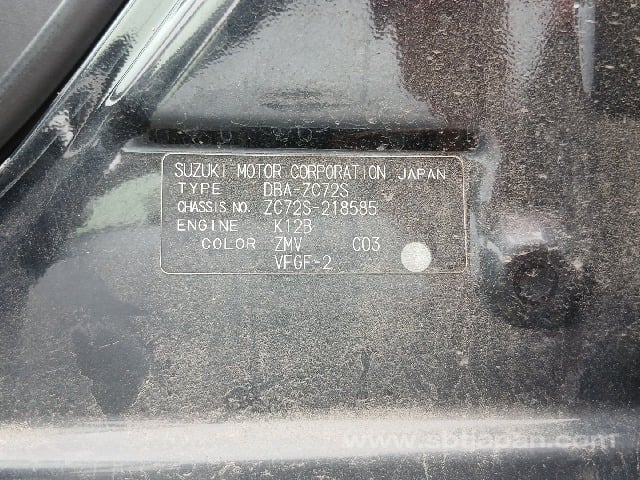 SUZUKI MOTOR CORPORATION JAPAN
TYPE DBA-ZC72S
CHASSIS NO. ZC72S-218585
ENGINE K12B
COLOR ZMV C03
VFGF-2
www.sbtjapan.com